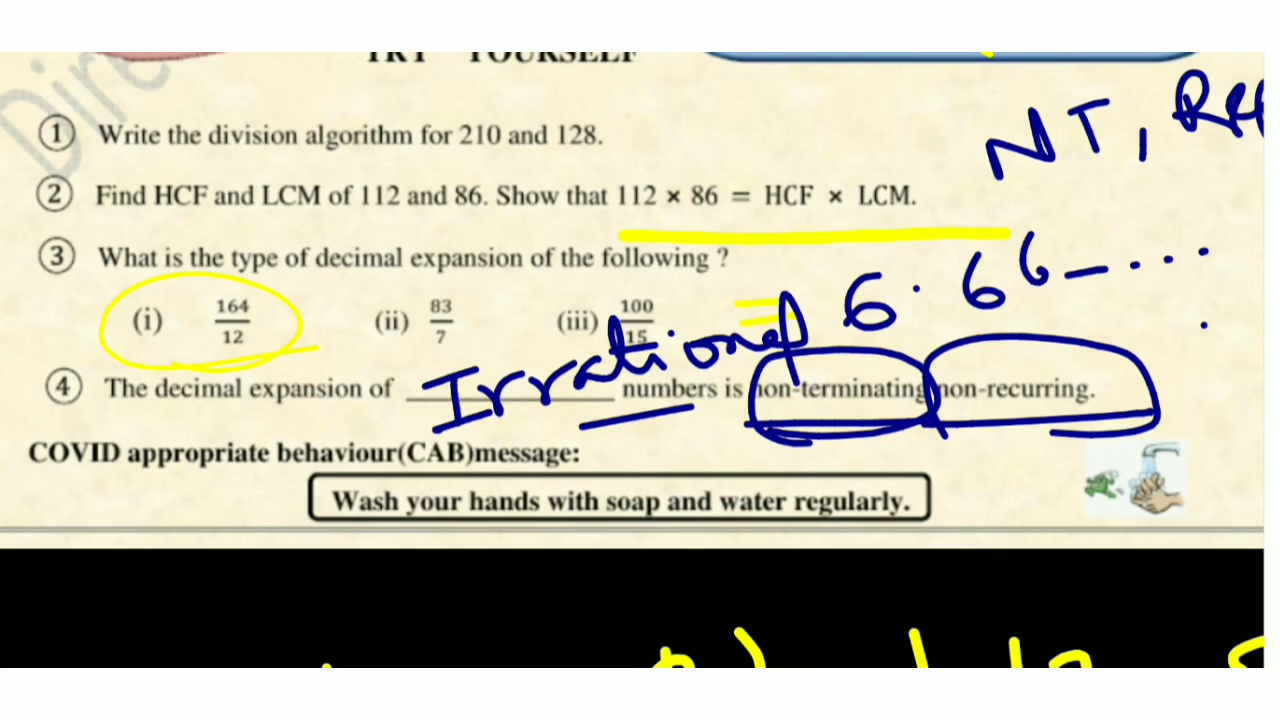 TRY YOURSELF
① Write the division algorithm for 210 and 128.
NT, Rep
② Find HCF and LCM of 112 and 86. Show that 112 × 86 = HCF × LCM.
③ What is the type of decimal expansion of the following ?
(i) 164/12 (ii) 83/7 (iii) 100/15 = 6.66-....
④ The decimal expansion of ____________ numbers is non-terminating non-recurring.
Irrational
COVID appropriate behaviour(CAB)message:
Wash your hands with soap and water regularly.